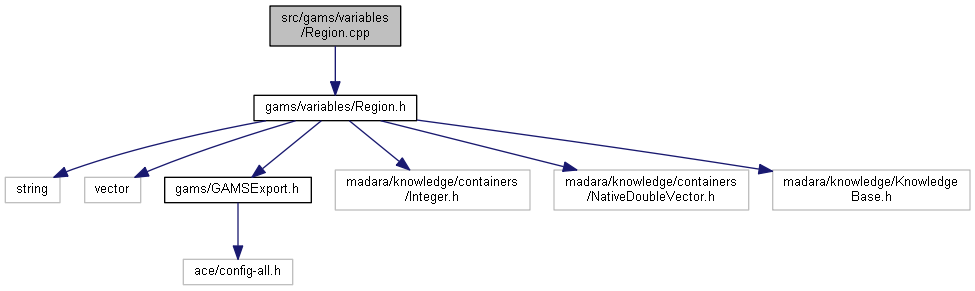 src/gams/variables
/Region.cpp
gams/variables/Region.h
string
vector
gams/GAMSExport.h
madara/knowledge/containers
/Integer.h
madara/knowledge/containers
/NativeDoubleVector.h
madara/knowledge/Knowledge
Base.h
ace/config-all.h